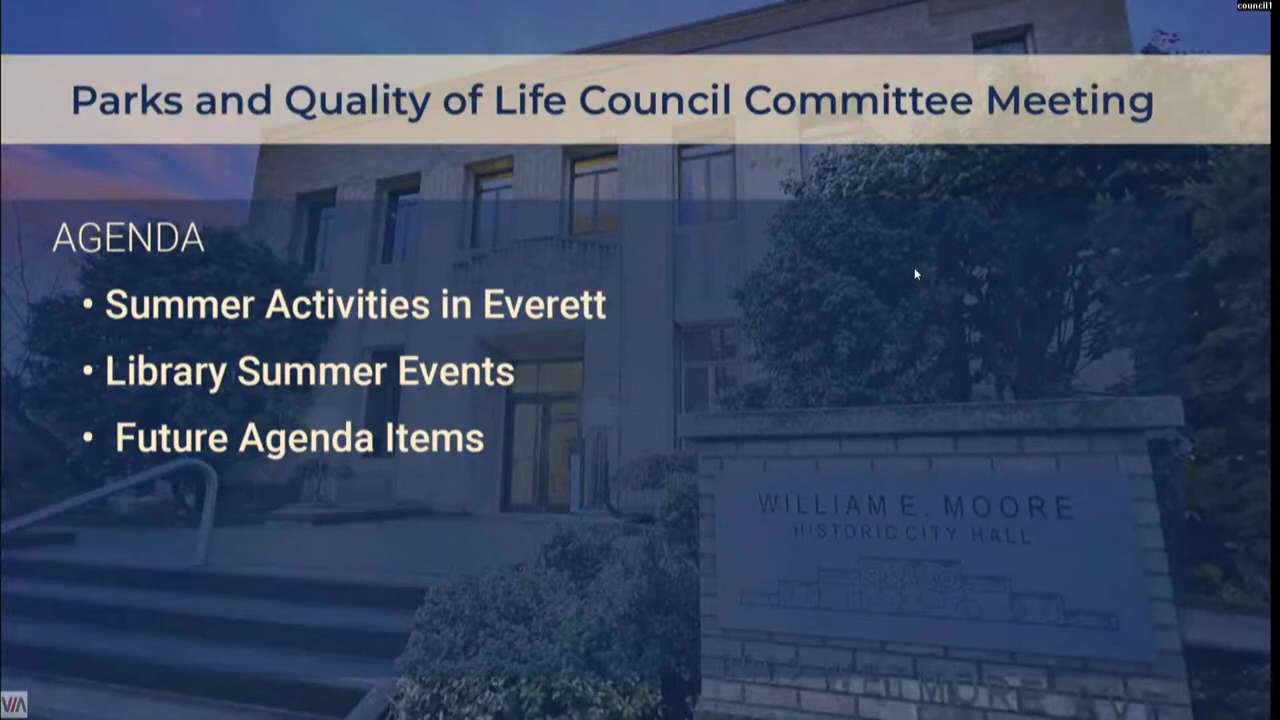 council1
Parks and Quality of Life Council Committee Meeting
AGENDA
• Summer Activities in Everett
• Library Summer Events
• Future Agenda Items
WILLIAM E. MOORE
HISTORIC CITY HALL
VIA